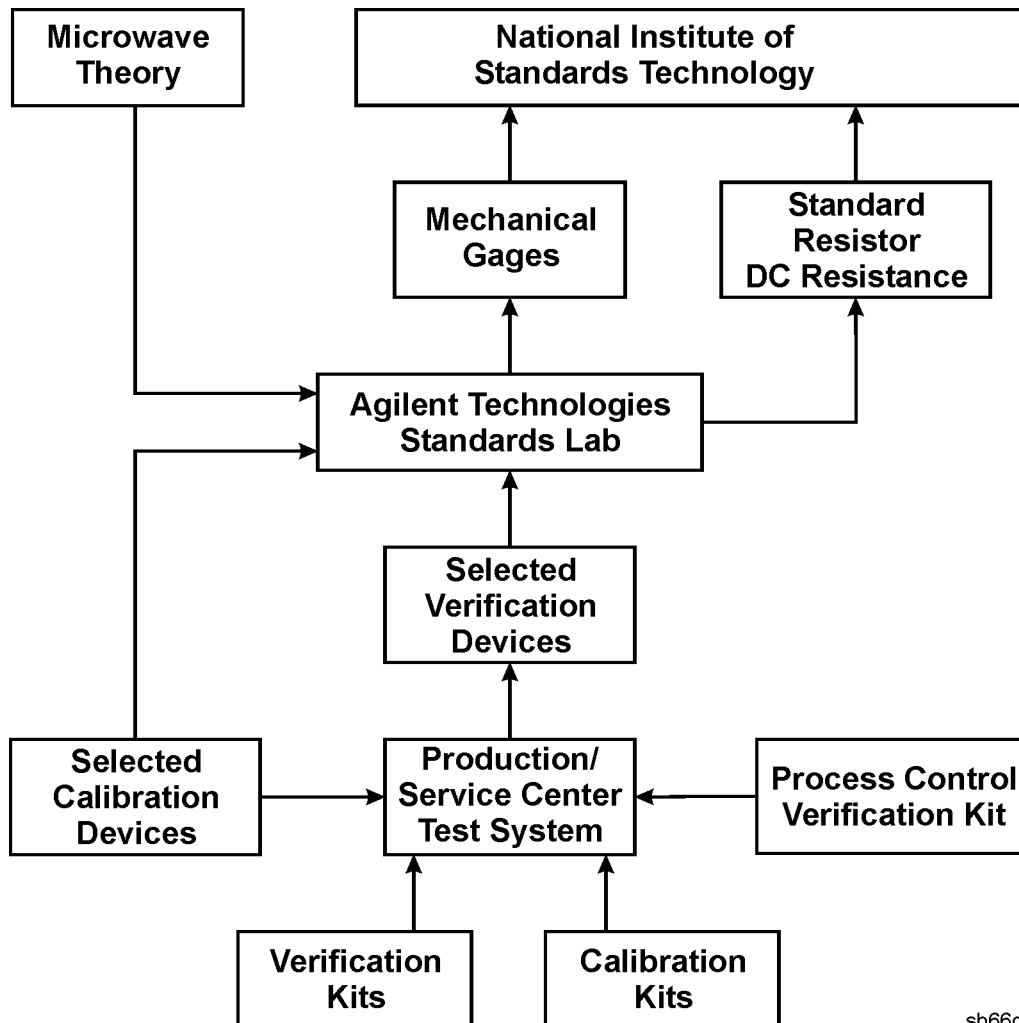 Microwave
Theory
National Institute of
Standards Technology
Mechanical
Gages
Standard
Resistor
DC Resistance
Agilent Technologies
Standards Lab
Selected
Verification
Devices
Selected
Calibration
Devices
Production/
Service Center
Test System
Process Control
Verification Kit
Verification
Kits
Calibration
Kits